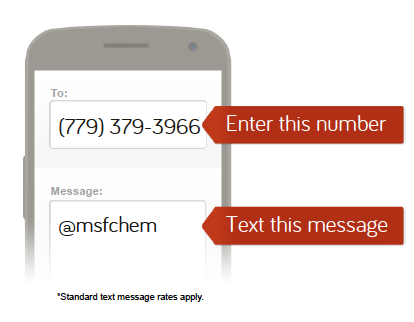 To:
(779) 379-3966
Enter this number
Message:
@msfchem
Text this message
*Standard text message rates apply.